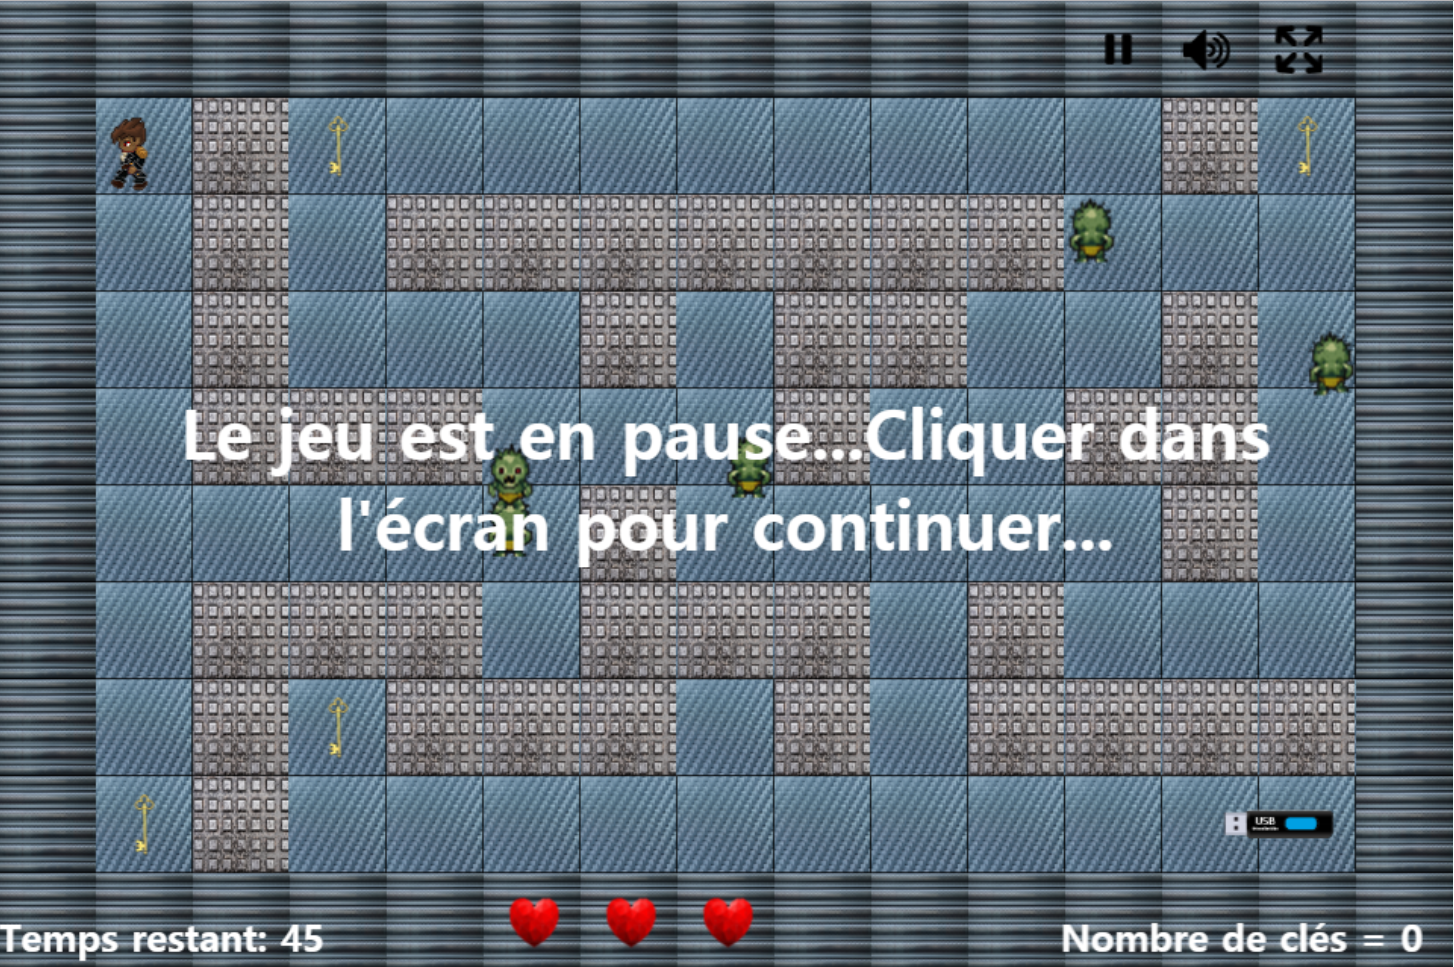 Le jeu est en pause...Cliquer dans
l'écran pour continuer...
USB
Temps restant: 45
Nombre de clés = 0